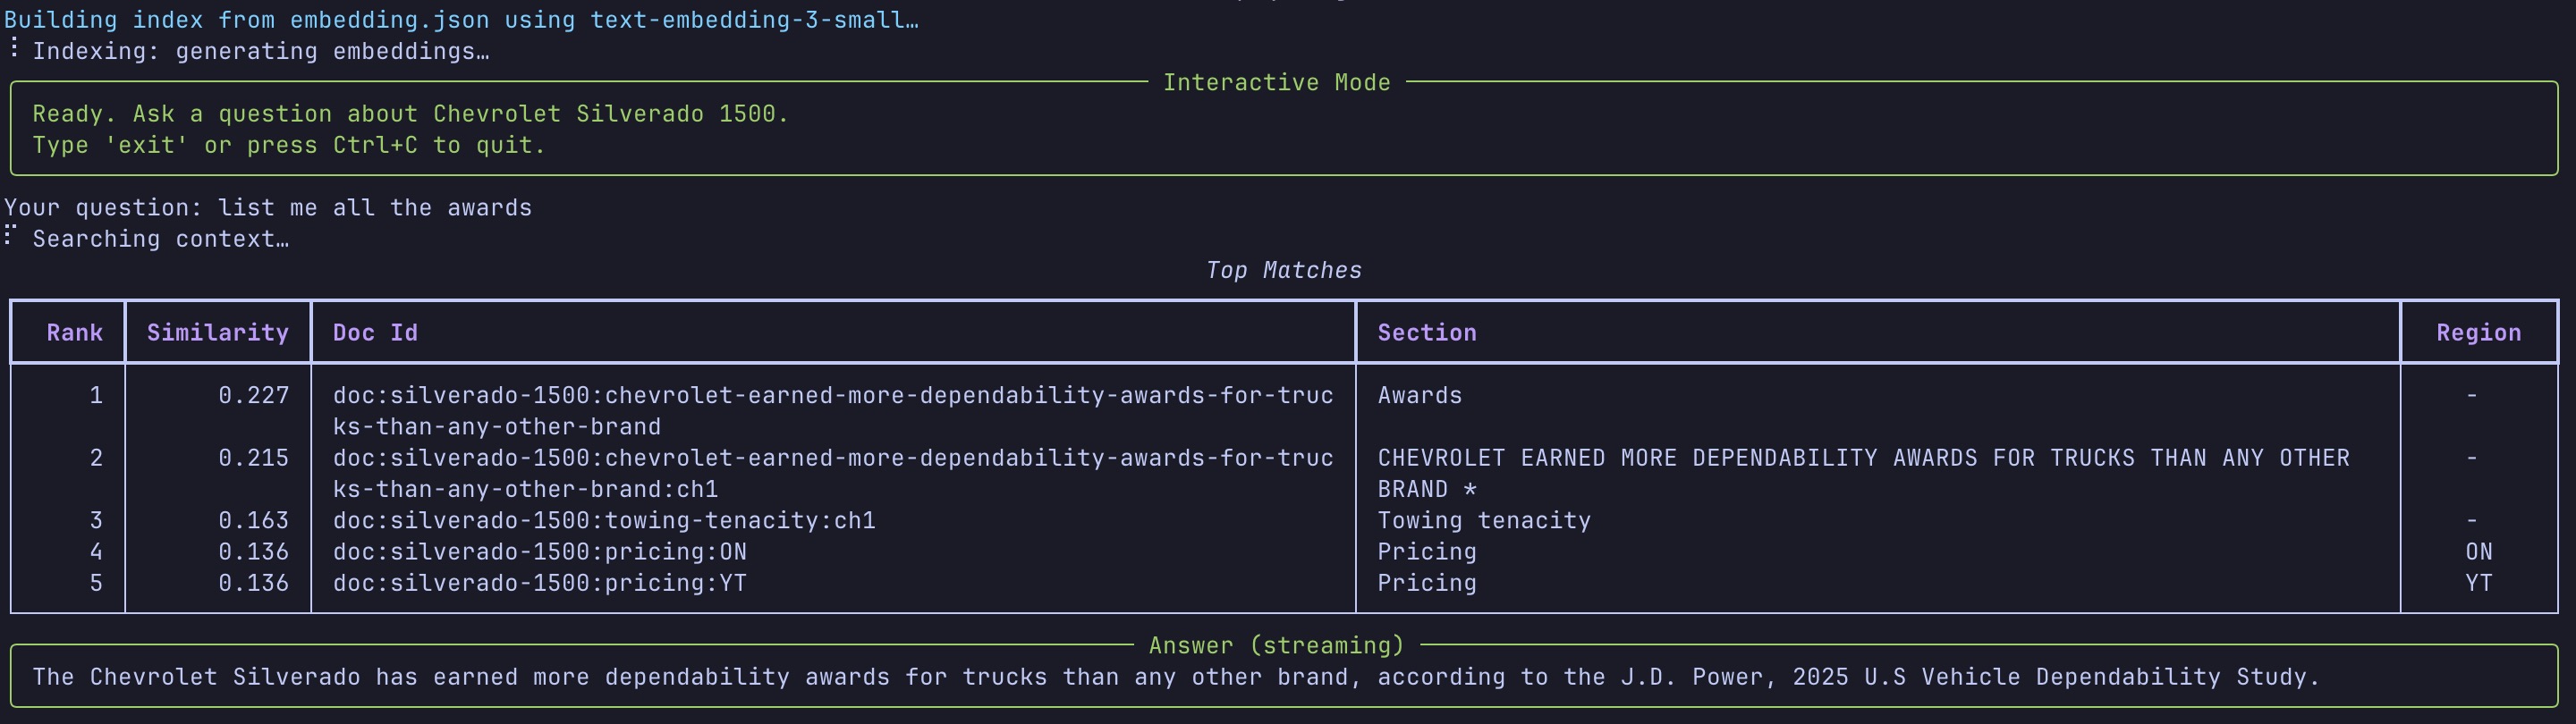 Building index from embedding.json using text-embedding-3-small…
⠸ Indexing: generating embeddings…
Interactive Mode
Ready. Ask a question about Chevrolet Silverado 1500.
Type 'exit' or press Ctrl+C to quit.
Your question: list me all the awards
Searching context…
Top Matches
Rank Similarity Doc Id Section Region
1 0.227 doc:silverado-1500:chevrolet-earned-more-dependability-awards-for-truc Awards -
ks-than-any-other-brand
2 0.215 doc:silverado-1500:chevrolet-earned-more-dependability-awards-for-truc CHEVROLET EARNED MORE DEPENDABILITY AWARDS FOR TRUCKS THAN ANY OTHER -
ks-than-any-other-brand:ch1 BRAND *
3 0.163 doc:silverado-1500:towing-tenacity:ch1 Towing tenacity -
4 0.136 doc:silverado-1500:pricing:ON Pricing ON
5 0.136 doc:silverado-1500:pricing:YT Pricing YT
Answer (streaming)
The Chevrolet Silverado has earned more dependability awards for trucks than any other brand, according to the J.D. Power, 2025 U.S Vehicle Dependability Study.